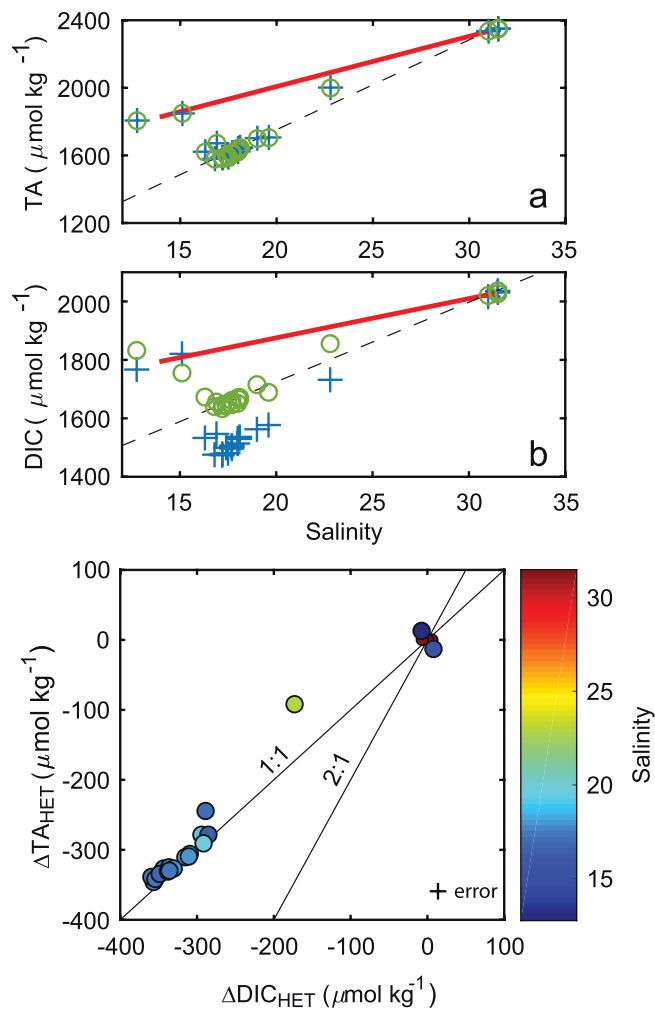 2400
2000
1600
1200
TA ( μmol kg⁻¹)
a
15 20 25 30 35
2000
1800
1600
1400
DIC( μmol kg⁻¹)
b
15 20 25 30 35
Salinity
100
0
-100
-200
-300
-400
ΔTA_HET ( μmol kg⁻¹)
1:1
2:1
+ error
-400 -300 -200 -100 0 100
ΔDIC_HET ( μmol kg⁻¹)
30
25
20
15
Salinity